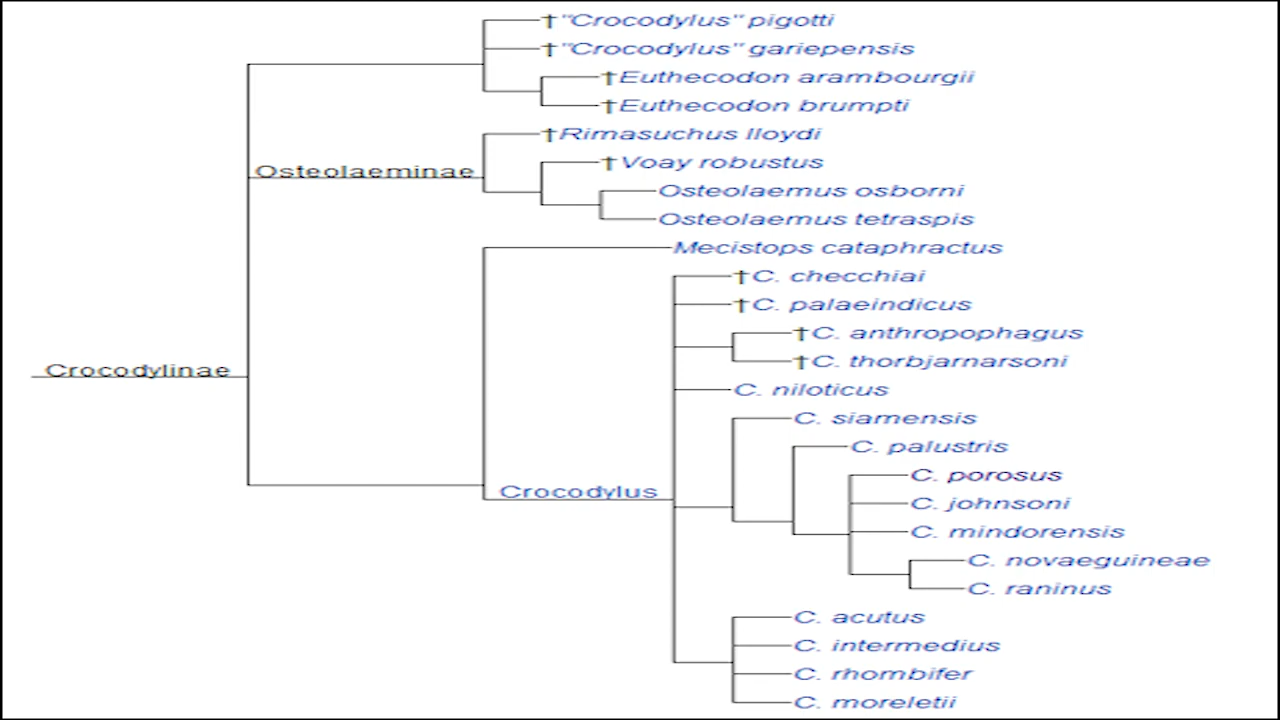 †"Crocodylus" pigotti
†"Crocodylus" gariepensis
†Euthecodon arambourgii
†Euthecodon brumpti
†Rimasuchus lloydi
Osteolaeminae
†Voay robustus
Osteolaemus osborni
Osteolaemus tetraspis
Mecistops cataphractus
†C. checchiai
†C. palaeindicus
†C. anthropophagus
†C. thorbjarnarsoni
Crocodylinae
C. niloticus
C. siamensis
C. palustris
C. porosus
Crocodylus
C. johnsoni
C. mindorensis
C. novaeguineae
C. raninus
C. acutus
C. intermedius
C. rhombifer
C. moreletii